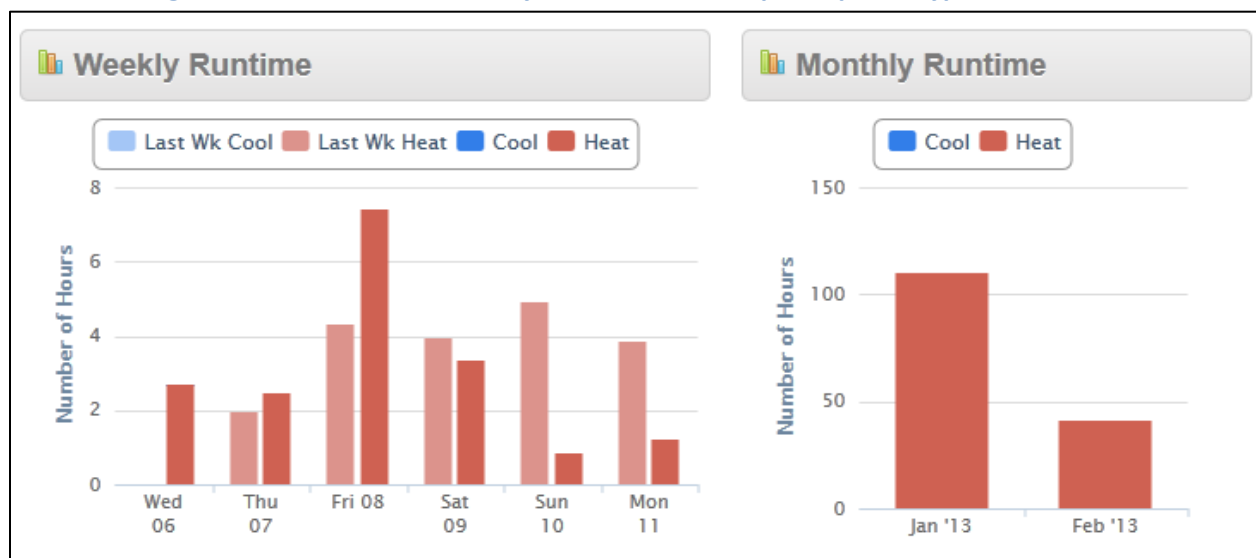 Weekly Runtime
Last Wk Cool Last Wk Heat Cool Heat
Number of Hours
8
6
4
2
0
Wed 06
Thu 07
Fri 08
Sat 09
Sun 10
Mon 11
Monthly Runtime
Cool Heat
Number of Hours
150
100
50
0
Jan '13
Feb '13